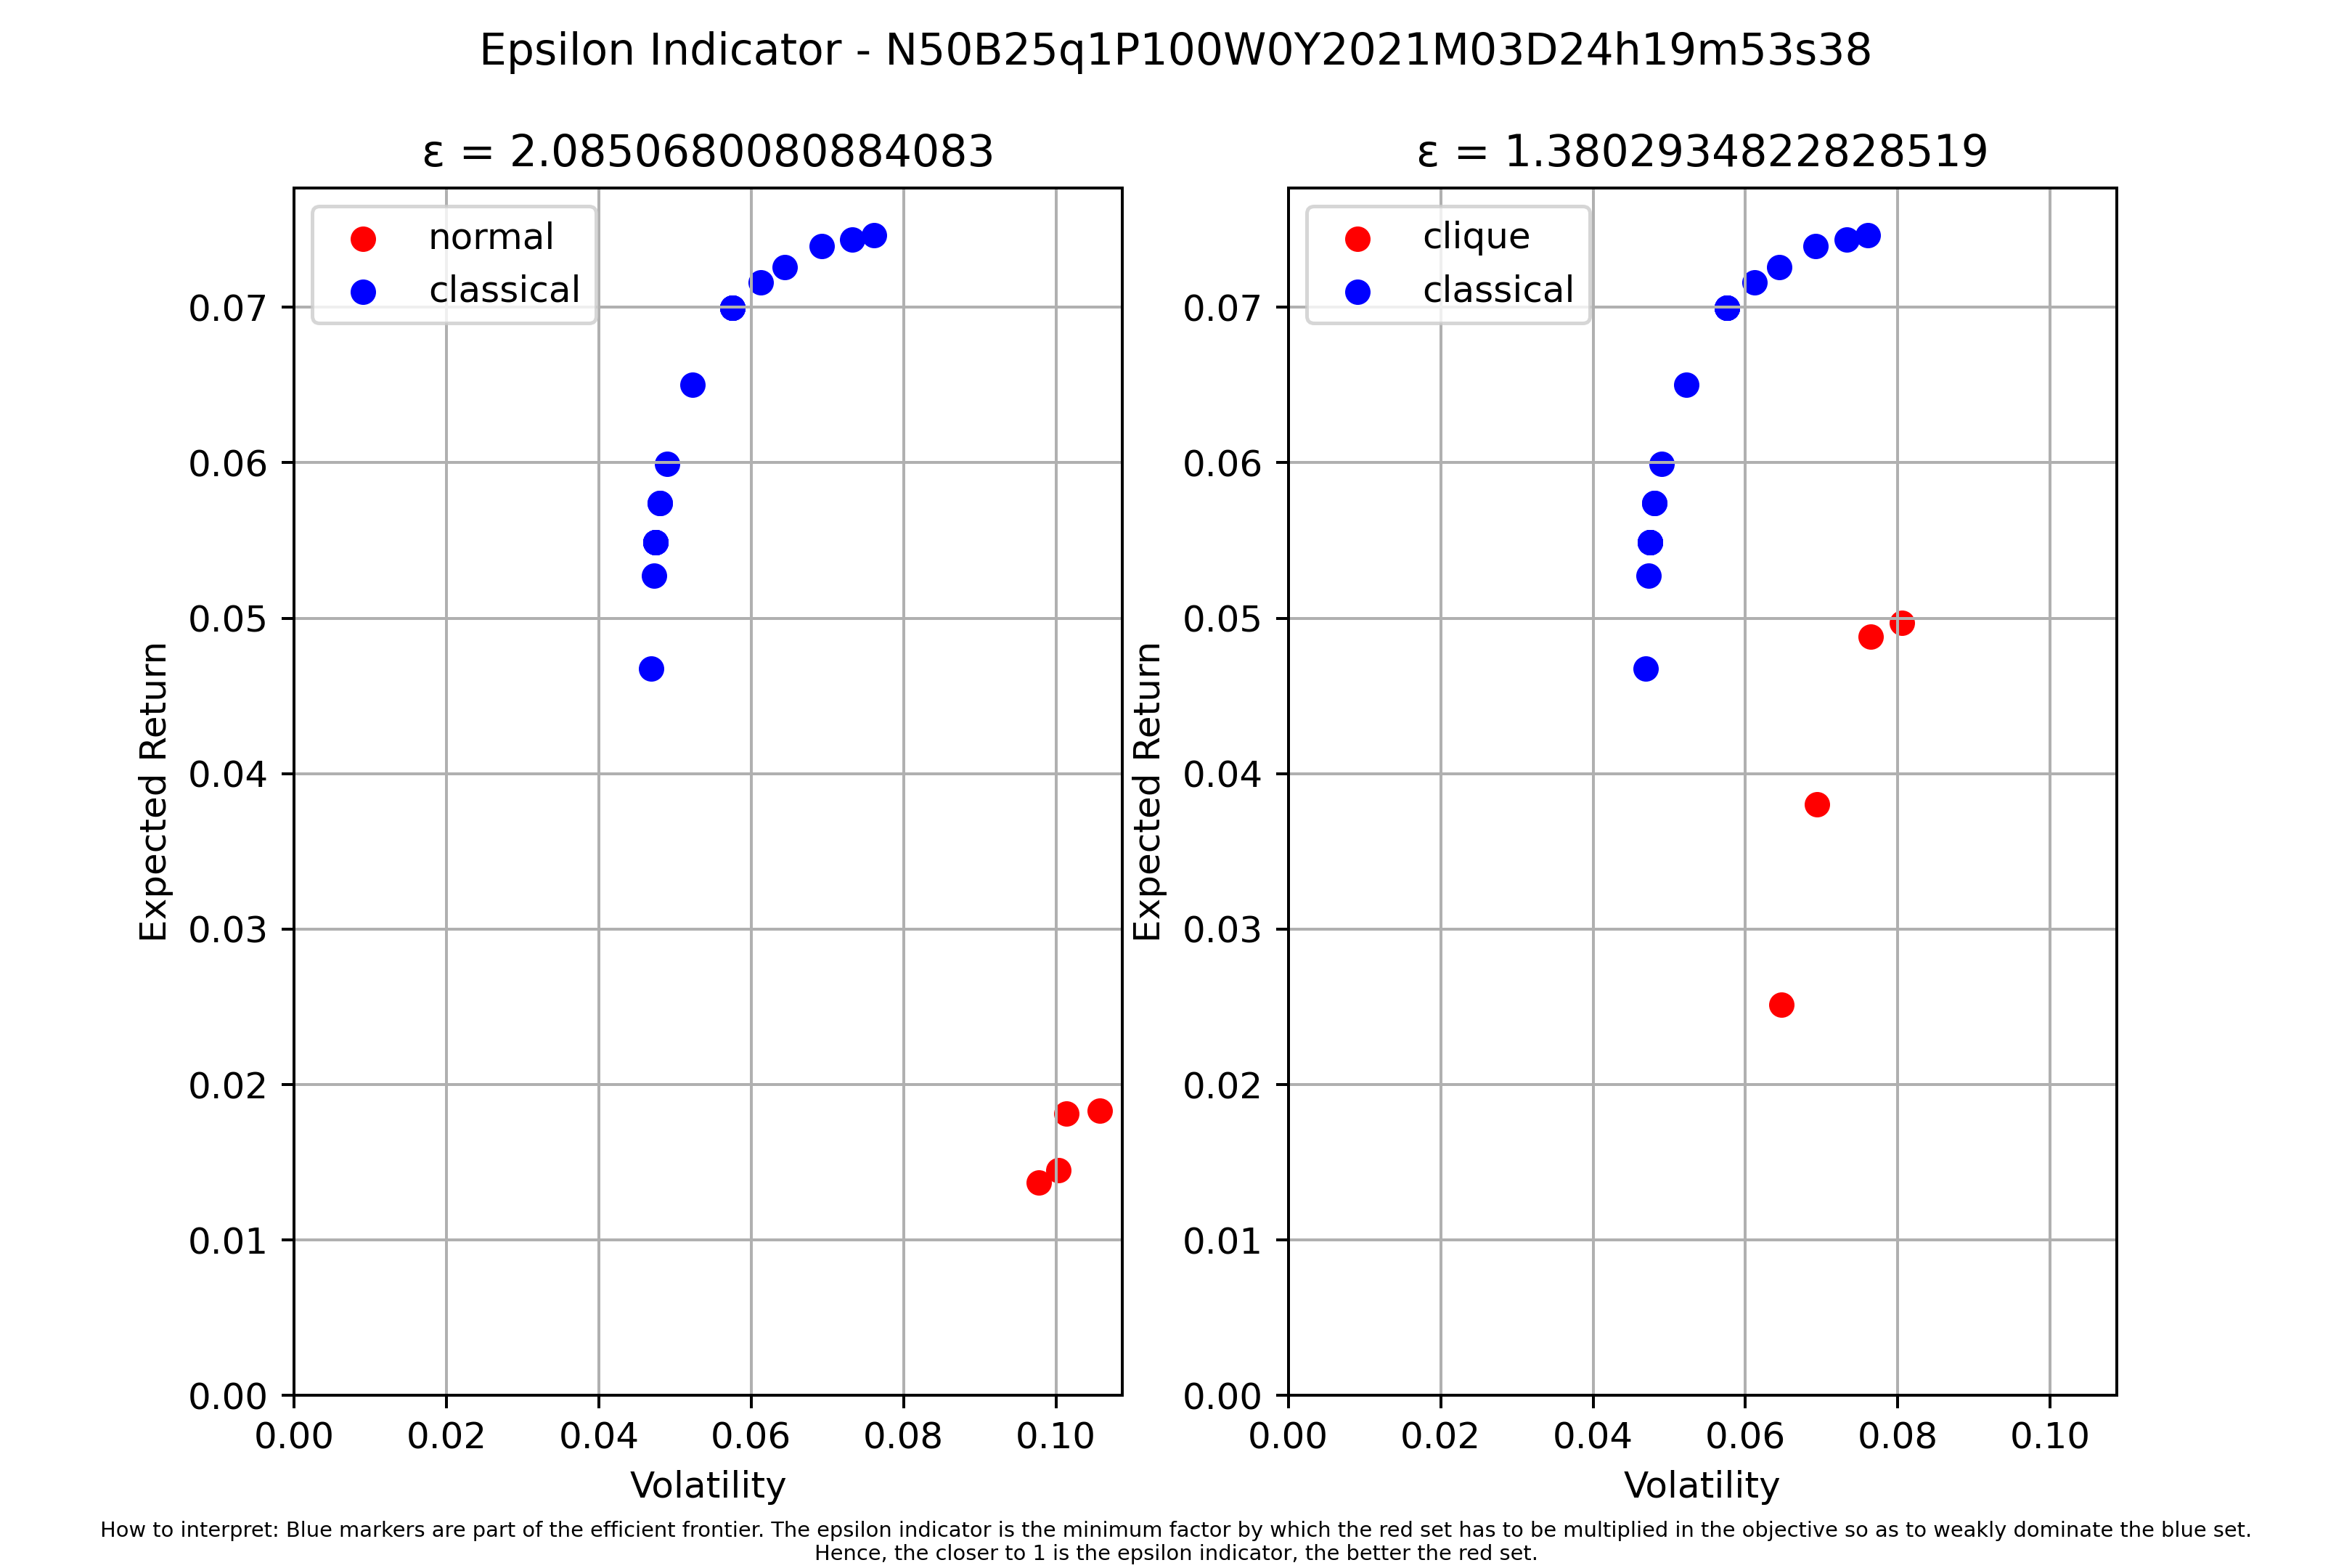 Epsilon Indicator - N50B25q1P100W0Y2021M03D24h19m53s38
ε = 2.0850680080884083
normal
classical
0.07
0.06
0.05
0.04
0.03
0.02
0.01
0.00
Expected Return
0.00 0.02 0.04 0.06 0.08 0.10
Volatility
ε = 1.3802934822828519
clique
classical
0.07
0.06
0.05
0.04
0.03
0.02
0.01
0.00
Expected Return
0.00 0.02 0.04 0.06 0.08 0.10
Volatility
How to interpret: Blue markers are part of the efficient frontier. The epsilon indicator is the minimum factor by which the red set has to be multiplied in the objective so as to weakly dominate the blue set.
Hence, the closer to 1 is the epsilon indicator, the better the red set.